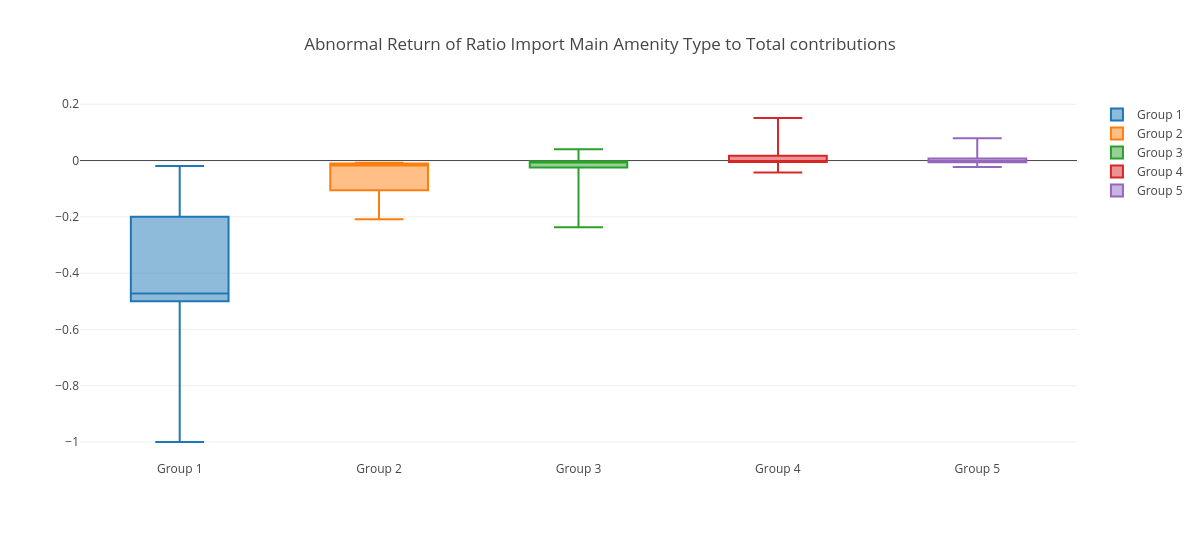 Abnormal Return of Ratio Import Main Amenity Type to Total contributions
0.2
0
−0.2
−0.4
−0.6
−0.8
−1
Group 1
Group 2
Group 3
Group 4
Group 5
Group 1
Group 2
Group 3
Group 4
Group 5